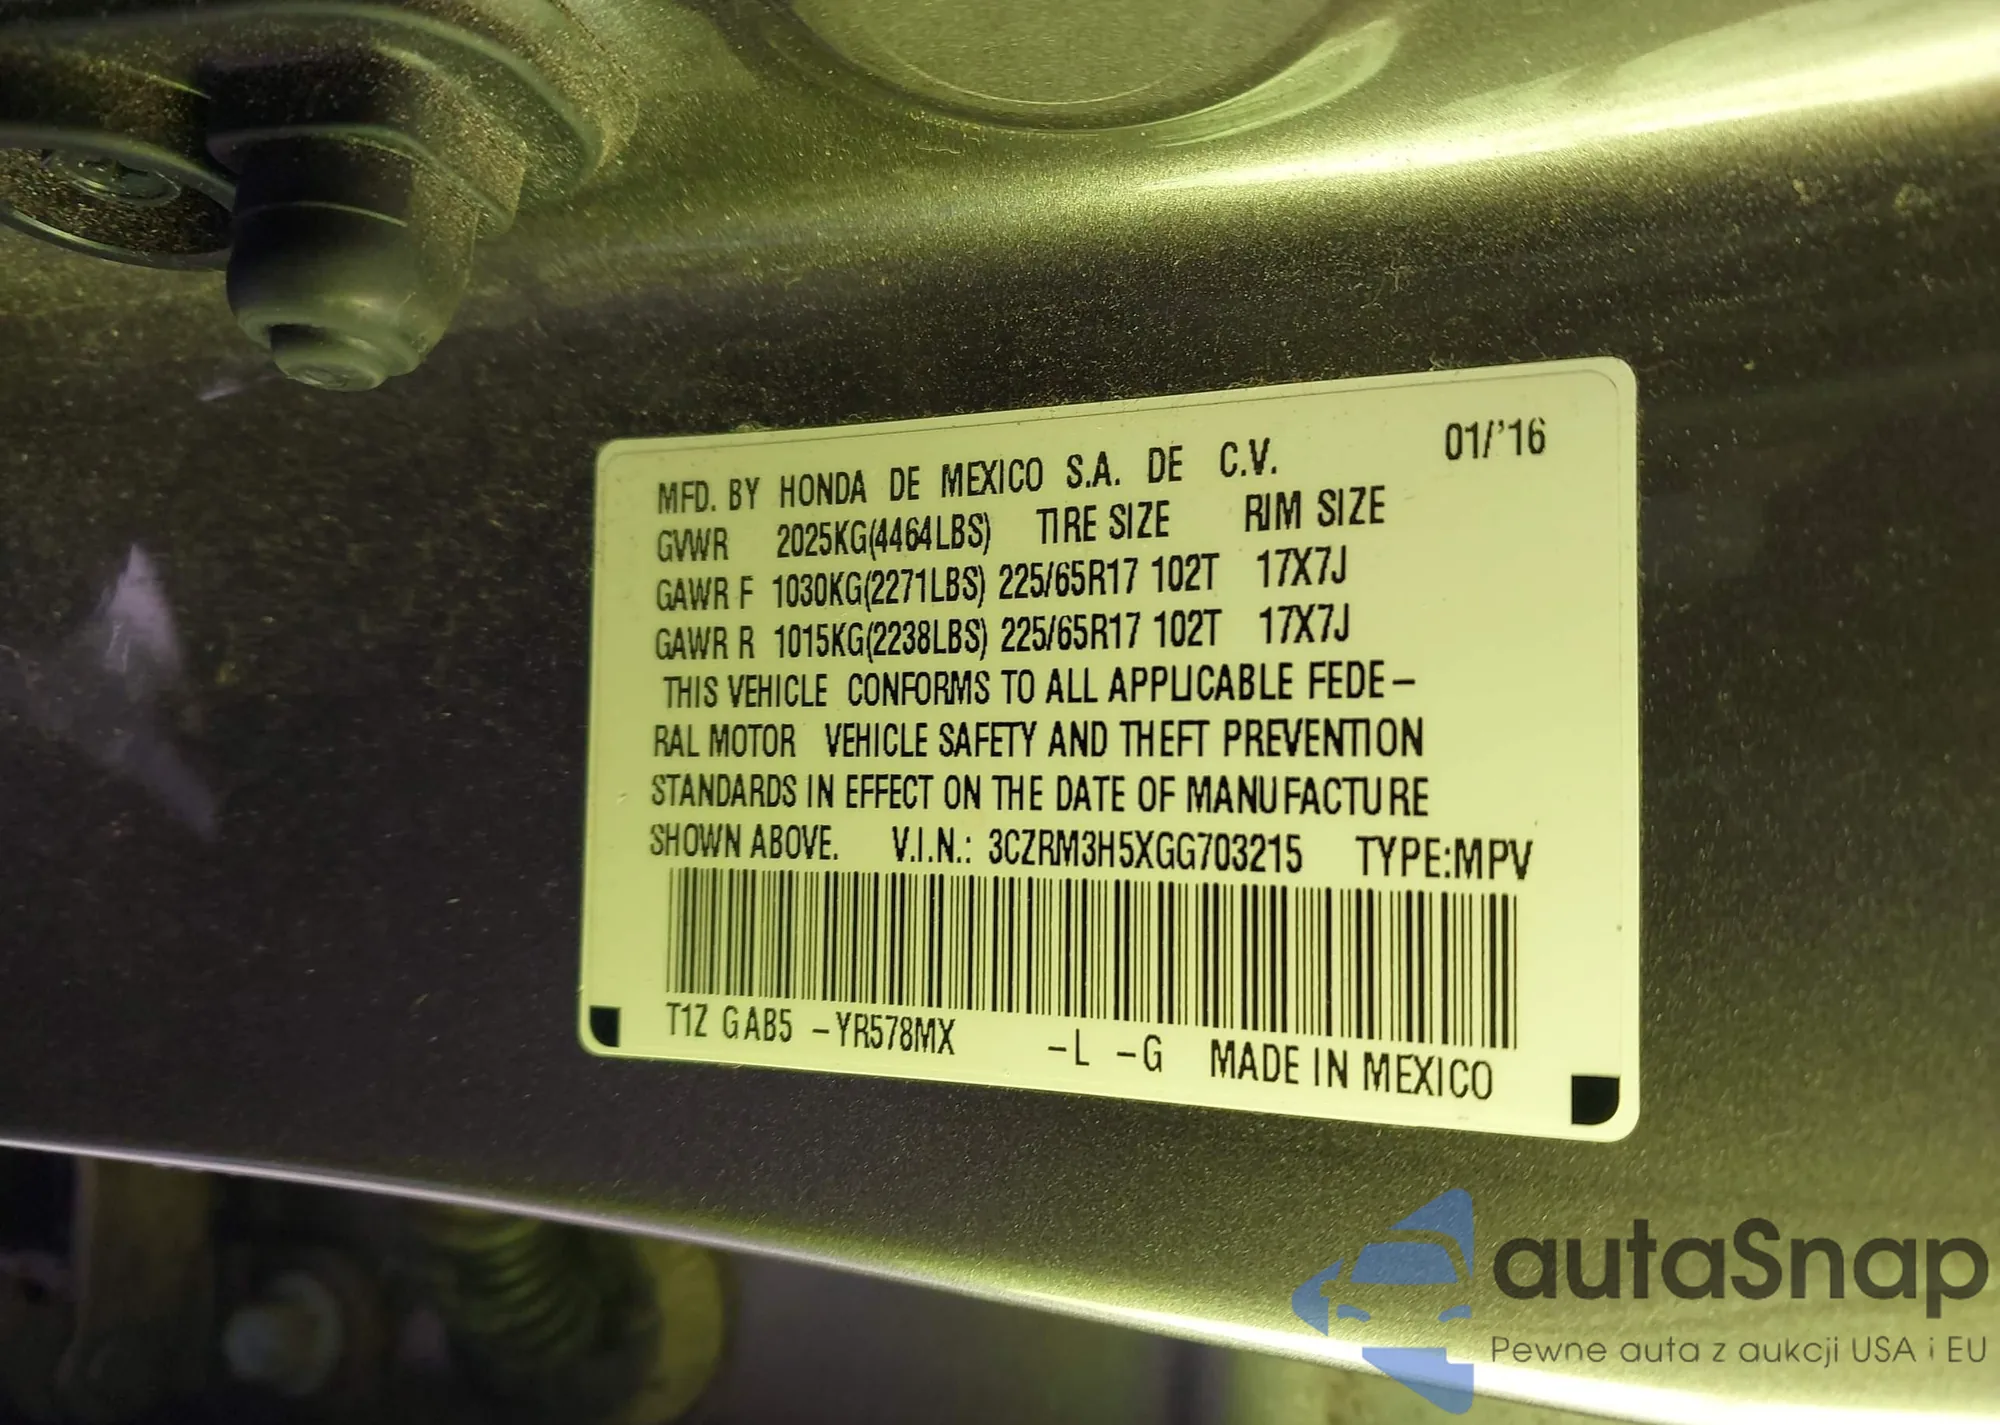 MFD. BY HONDA DE MEXICO S.A. DE C.V. 01/'16
GVWR 2025KG(4464LBS) TIRE SIZE RIM SIZE
GAWR F 1030KG(2271LBS) 225/65R17 102T 17X7J
GAWR R 1015KG(2238LBS) 225/65R17 102T 17X7J
THIS VEHICLE CONFORMS TO ALL APPLICABLE FEDE-
RAL MOTOR VEHICLE SAFETY AND THEFT PREVENTION
STANDARDS IN EFFECT ON THE DATE OF MANUFACTURE
SHOWN ABOVE. V.I.N.: 3CZRM3H5XGG703215 TYPE:MPV
T1Z GAB5 -YR578MX -L -G MADE IN MEXICO
autaSnap
Pewne auta z aukcji USA i EU